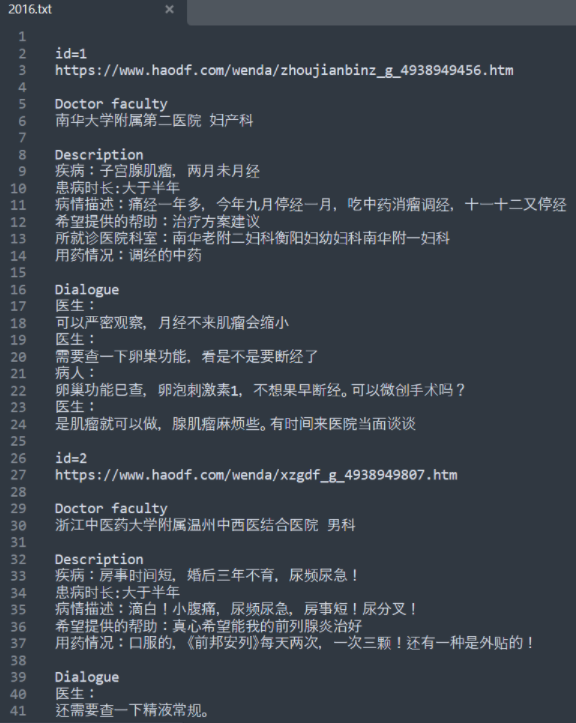 2016.txt ×
1
2 id=1
3 https://www.haodf.com/wenda/zhoujianbinz_g_4938949456.htm
4
5 Doctor faculty
6 南华大学附属第二医院 妇产科
7
8 Description
9 疾病：子宫腺肌瘤，两月未月经
10 患病时长:大于半年
11 病情描述：痛经一年多，今年九月停经一月，吃中药消瘤调经，十一十二又停经
12 希望提供的帮助：治疗方案建议
13 所就诊医院科室：南华老附二妇科衡阳妇幼妇科南华附一妇科
14 用药情况：调经的中药
15
16 Dialogue
17 医生：
18 可以严密观察，月经不来肌瘤会缩小
19 医生：
20 需要查一下卵巢功能，看是不是要断经了
21 病人：
22 卵巢功能巳查，卵泡刺激素1，不想果早断经。可以微创手术吗？
23 医生：
24 是肌瘤就可以做，腺肌瘤麻烦些。有时间来医院当面谈谈
25
26 id=2
27 https://www.haodf.com/wenda/xzgdf_g_4938949807.htm
28
29 Doctor faculty
30 浙江中医药大学附属温州中西医结合医院 男科
31
32 Description
33 疾病：房事时间短，婚后三年不育，尿频尿急！
34 患病时长:大于半年
35 病情描述：滴白！小腹痛，尿频尿急，房事短！尿分叉！
36 希望提供的帮助：真心希望能我的前列腺炎治好
37 用药情况：口服的，《前邦安列》每天两次，一次三颗！还有一种是外贴的！
38
39 Dialogue
40 医生：
41 还需要查一下精液常规。